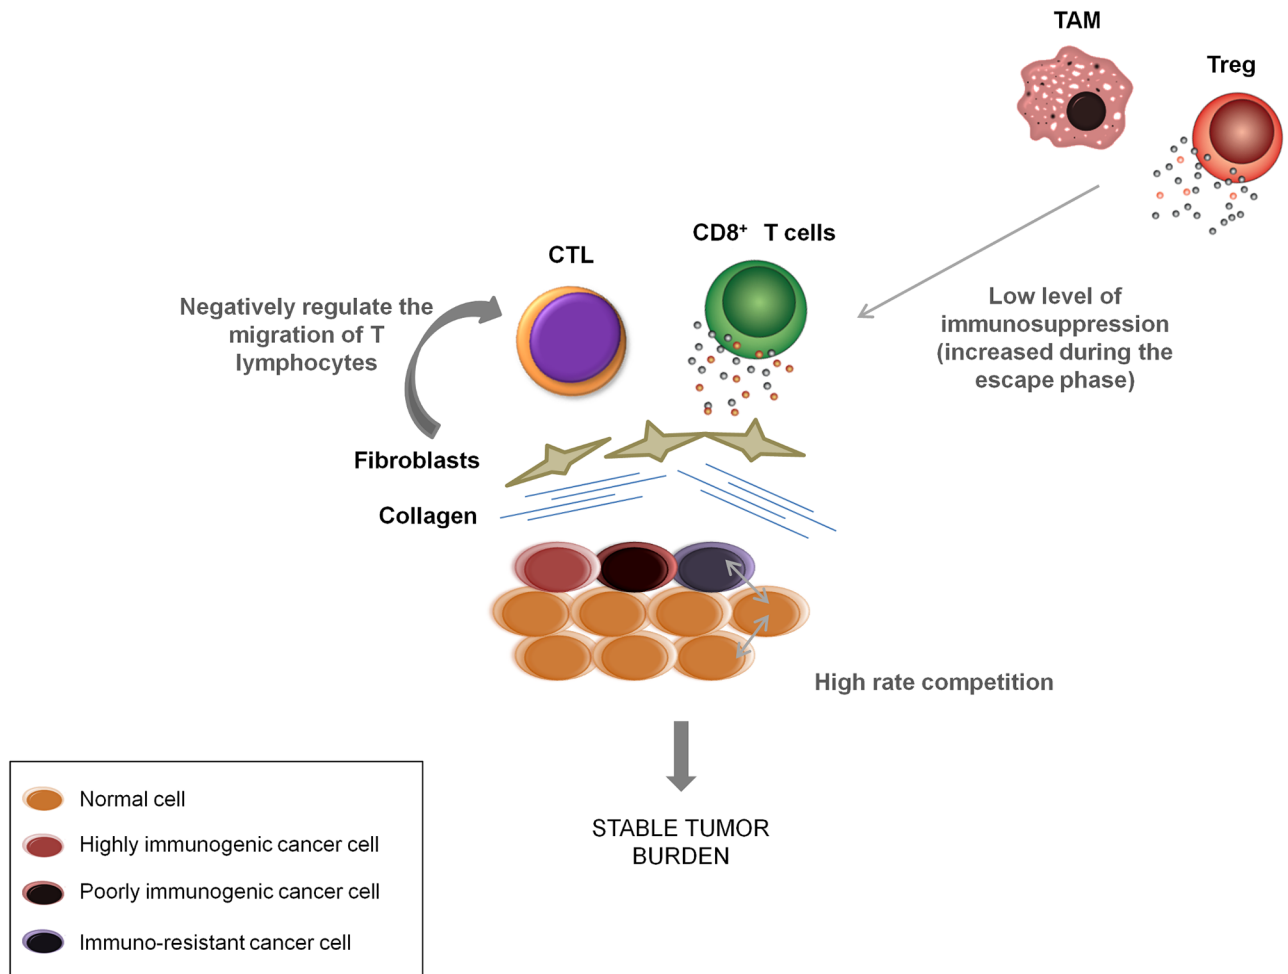 TAM
Treg
CD8⁺ T cells
CTL
Negatively regulate the
migration of T
lymphocytes
Low level of
immunosuppression
(increased during the
escape phase)
Fibroblasts
Collagen
High rate competition
STABLE TUMOR
BURDEN
Normal cell
Highly immunogenic cancer cell
Poorly immunogenic cancer cell
Immuno-resistant cancer cell